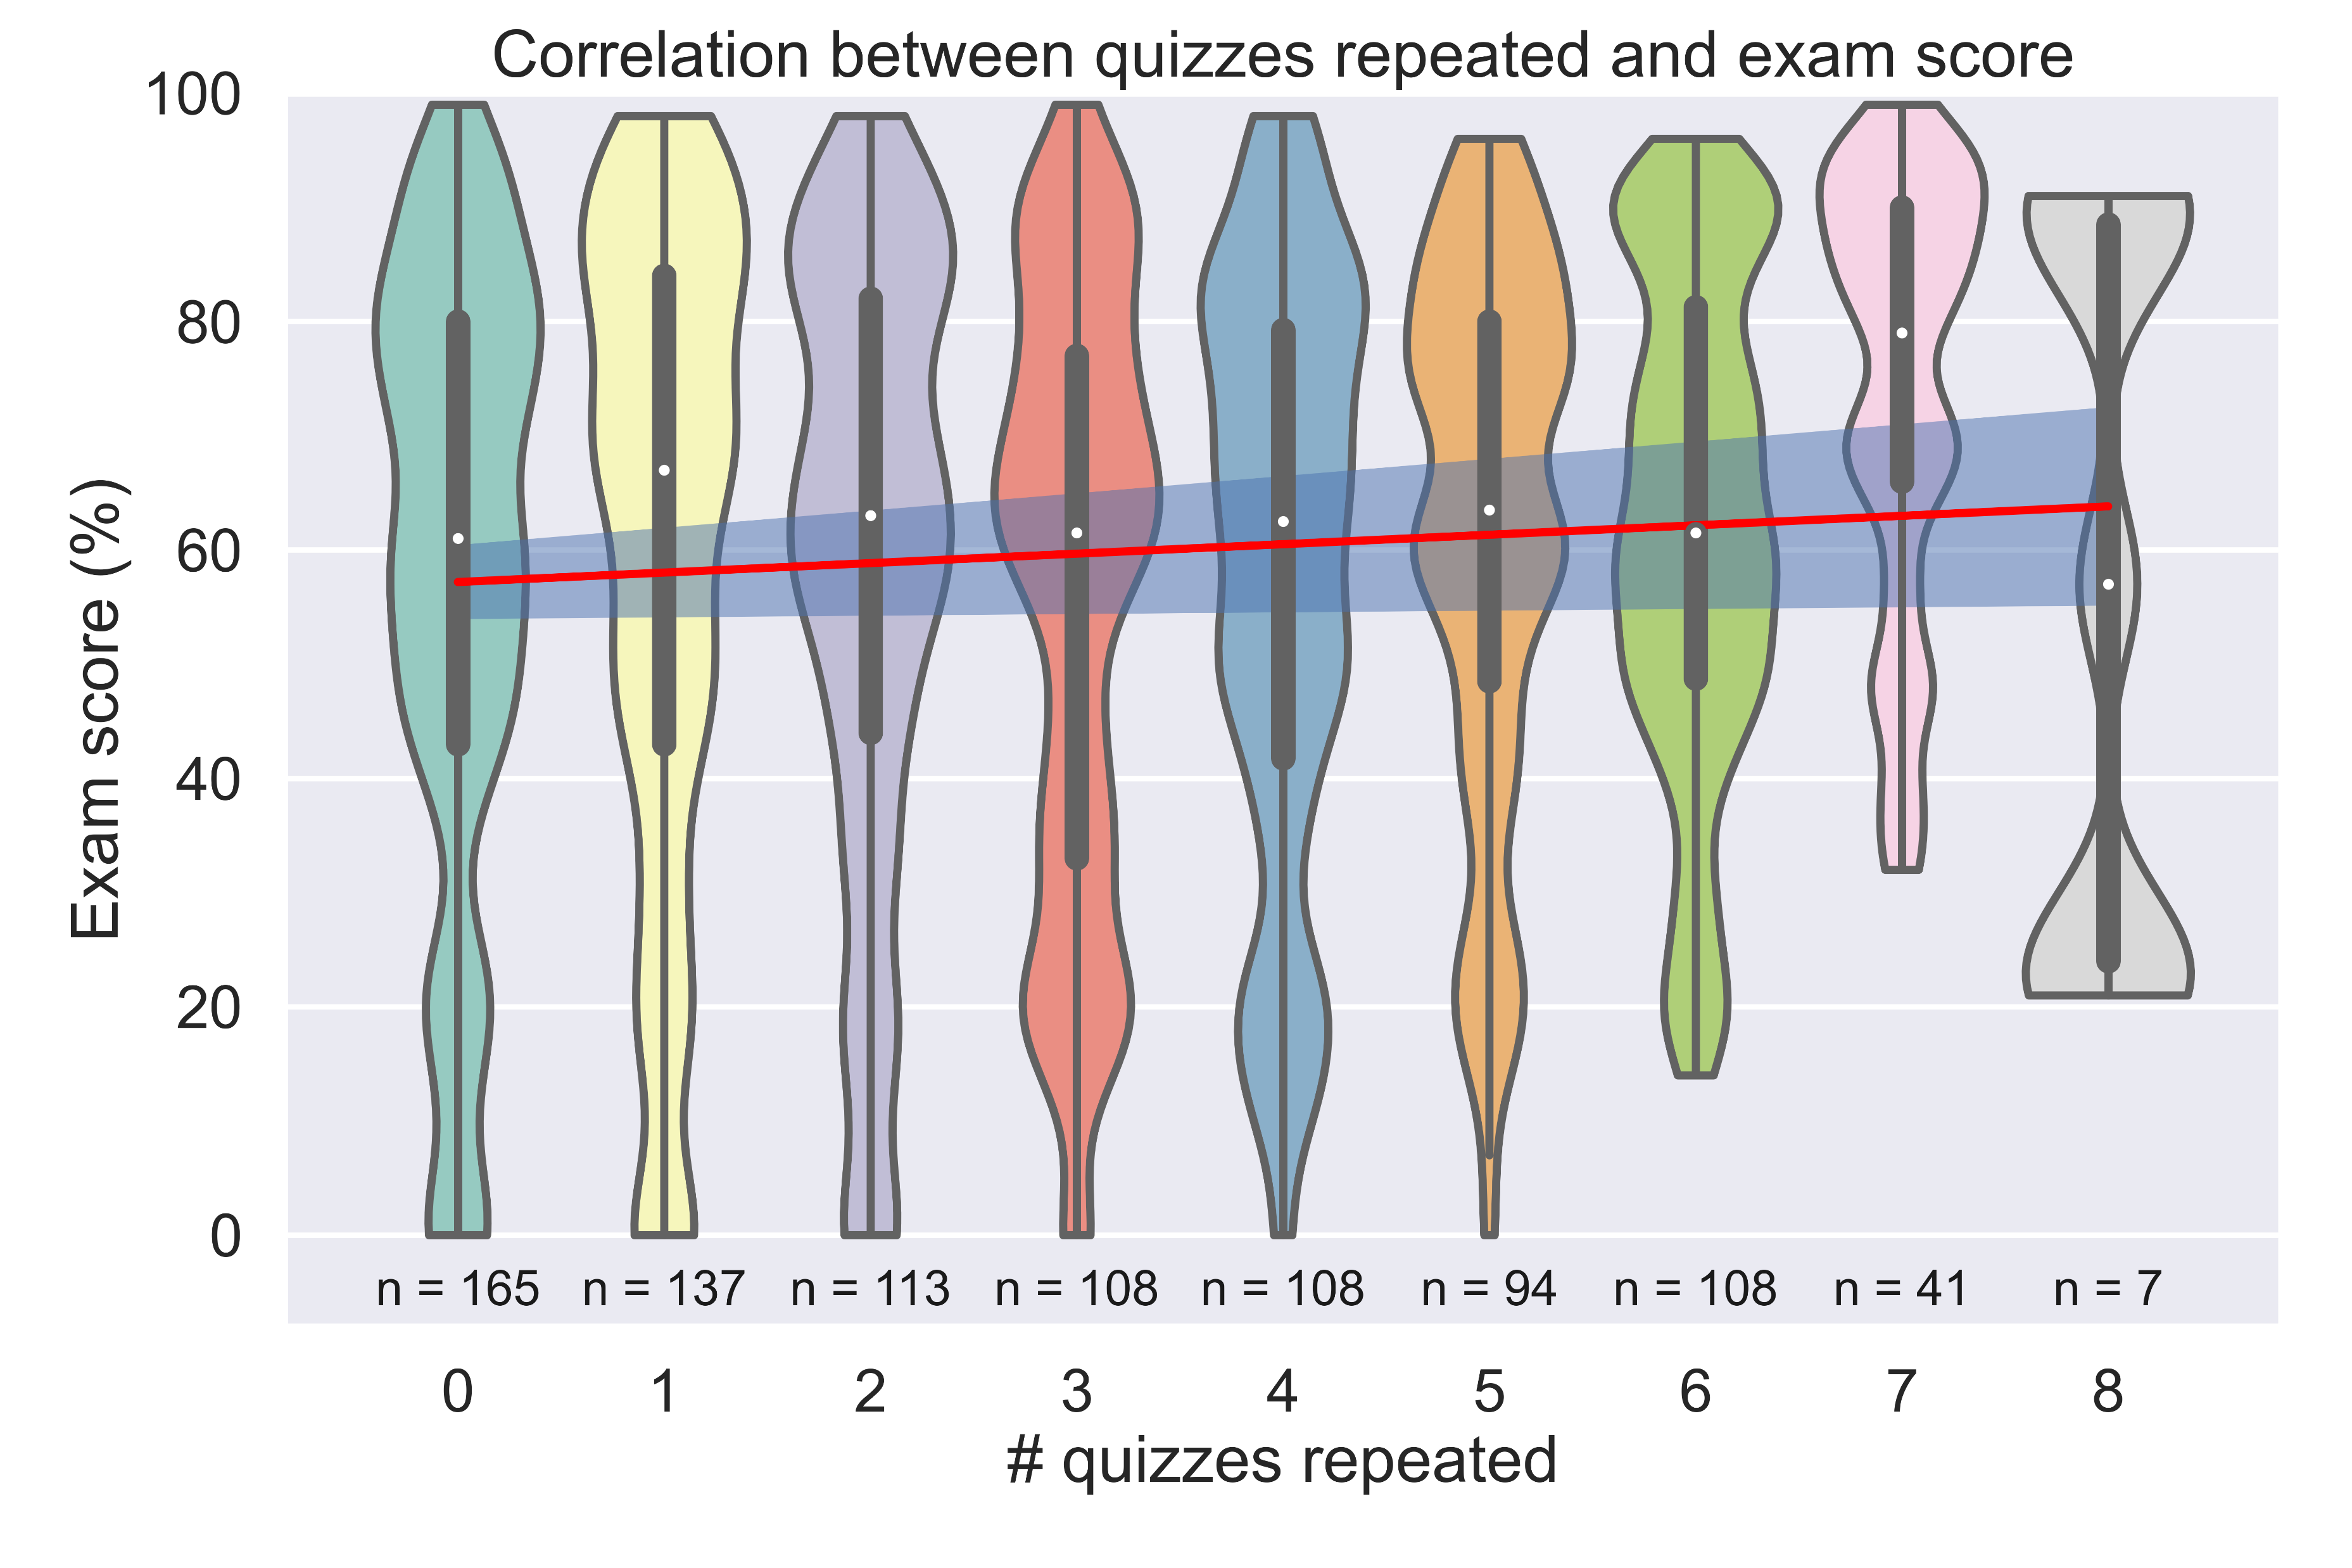 Correlation between quizzes repeated and exam score
Exam score (%)
100
80
60
40
20
0
n = 165 n = 137 n = 113 n = 108 n = 108 n = 94 n = 108 n = 41 n = 7
0 1 2 3 4 5 6 7 8
# quizzes repeated